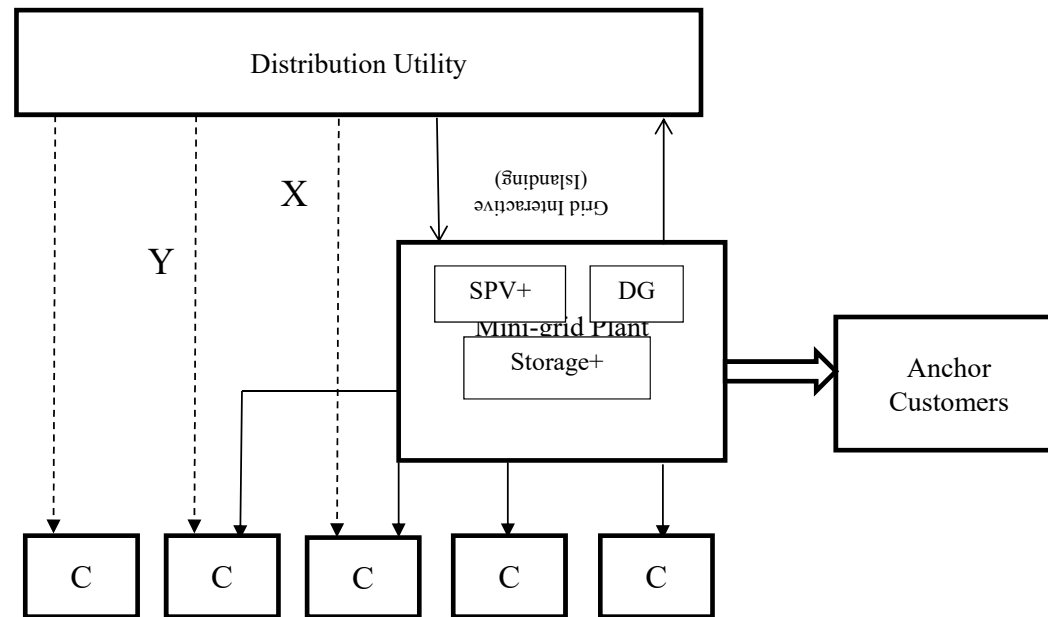 Distribution Utility
X
Grid Interactive
(Islanding)
Y
SPV+
DG
Mini-grid Plant
Storage+
Anchor
Customers
C
C
C
C
C